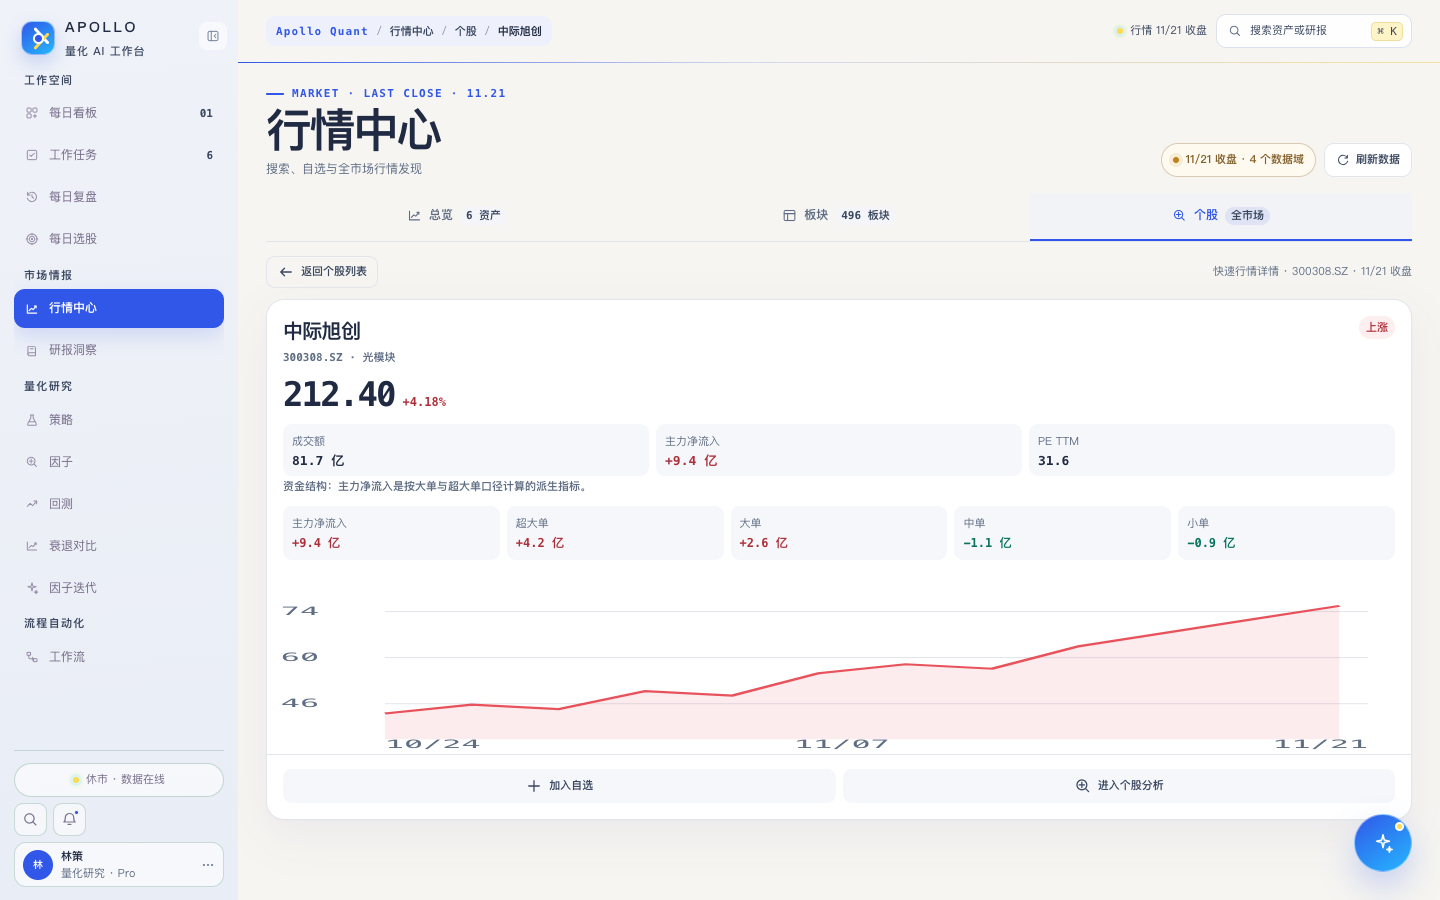 APOLLO
量化 AI 工作台
工作空间
每日看板 01
工作任务 6
每日复盘
每日选股
市场情报
行情中心
研报洞察
量化研究
策略
因子
回测
衰退对比
因子迭代
流程自动化
工作流
休市 · 数据在线
林
林策
量化研究 · Pro
Apollo Quant / 行情中心 / 个股 / 中际旭创
行情 11/21 收盘
搜索资产或研报 ⌘ K
MARKET · LAST CLOSE · 11.21
行情中心
搜索、自选与全市场行情发现
11/21 收盘 · 4 个数据域
刷新数据
总览 6 资产
板块 496 板块
个股 全市场
返回个股列表
快速行情详情 · 300308.SZ · 11/21 收盘
中际旭创
上涨
300308.SZ · 光模块
212.40 +4.18%
成交额
81.7 亿
主力净流入
+9.4 亿
PE TTM
31.6
资金结构：主力净流入是按大单与超大单口径计算的派生指标。
主力净流入
+9.4 亿
超大单
+4.2 亿
大单
+2.6 亿
中单
−1.1 亿
小单
−0.9 亿
74
60
46
10/24 11/07 11/21
加入自选
进入个股分析